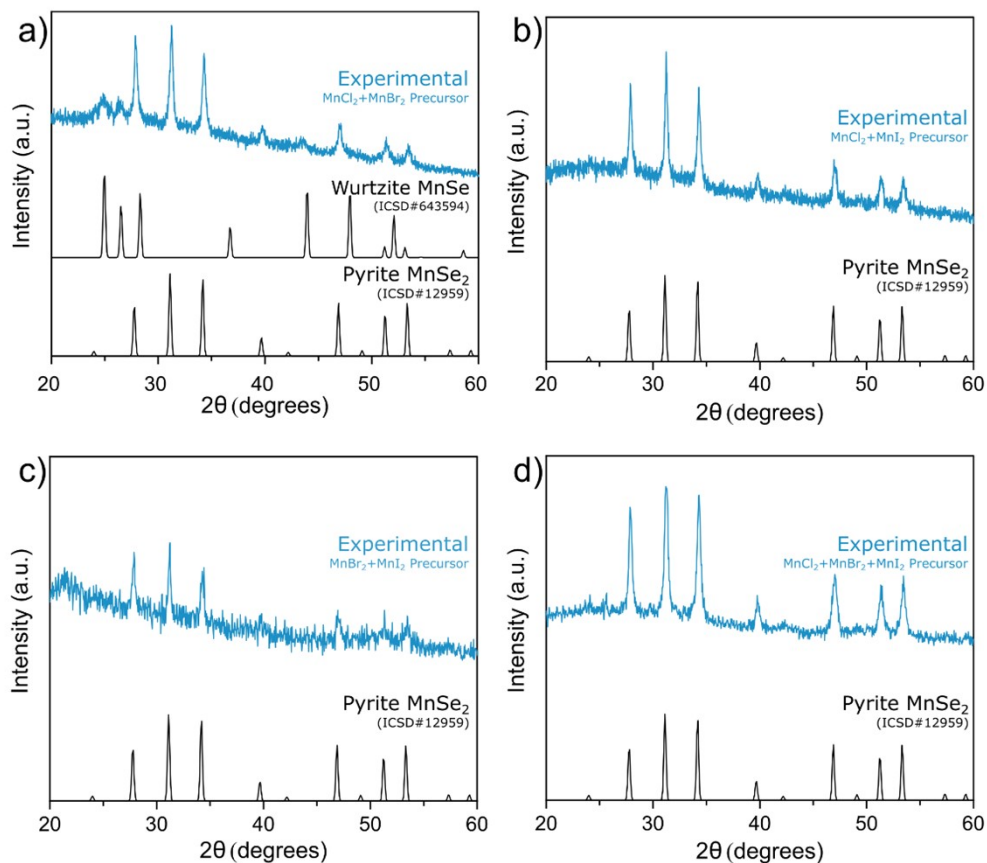 a)
Experimental
MnCl₂+MnBr₂ Precursor
Wurtzite MnSe
(ICSD#643594)
Pyrite MnSe₂
(ICSD#12959)
Intensity (a.u.)
20 30 40 50 60
2θ (degrees)
b)
Experimental
MnCl₂+MnI₂ Precursor
Pyrite MnSe₂
(ICSD#12959)
Intensity (a.u.)
20 30 40 50 60
2θ (degrees)
c)
Experimental
MnBr₂+MnI₂ Precursor
Pyrite MnSe₂
(ICSD#12959)
Intensity (a.u.)
20 30 40 50 60
2θ (degrees)
d)
Experimental
MnCl₂+MnBr₂+MnI₂ Precursor
Pyrite MnSe₂
(ICSD#12959)
Intensity (a.u.)
20 30 40 50 60
2θ (degrees)